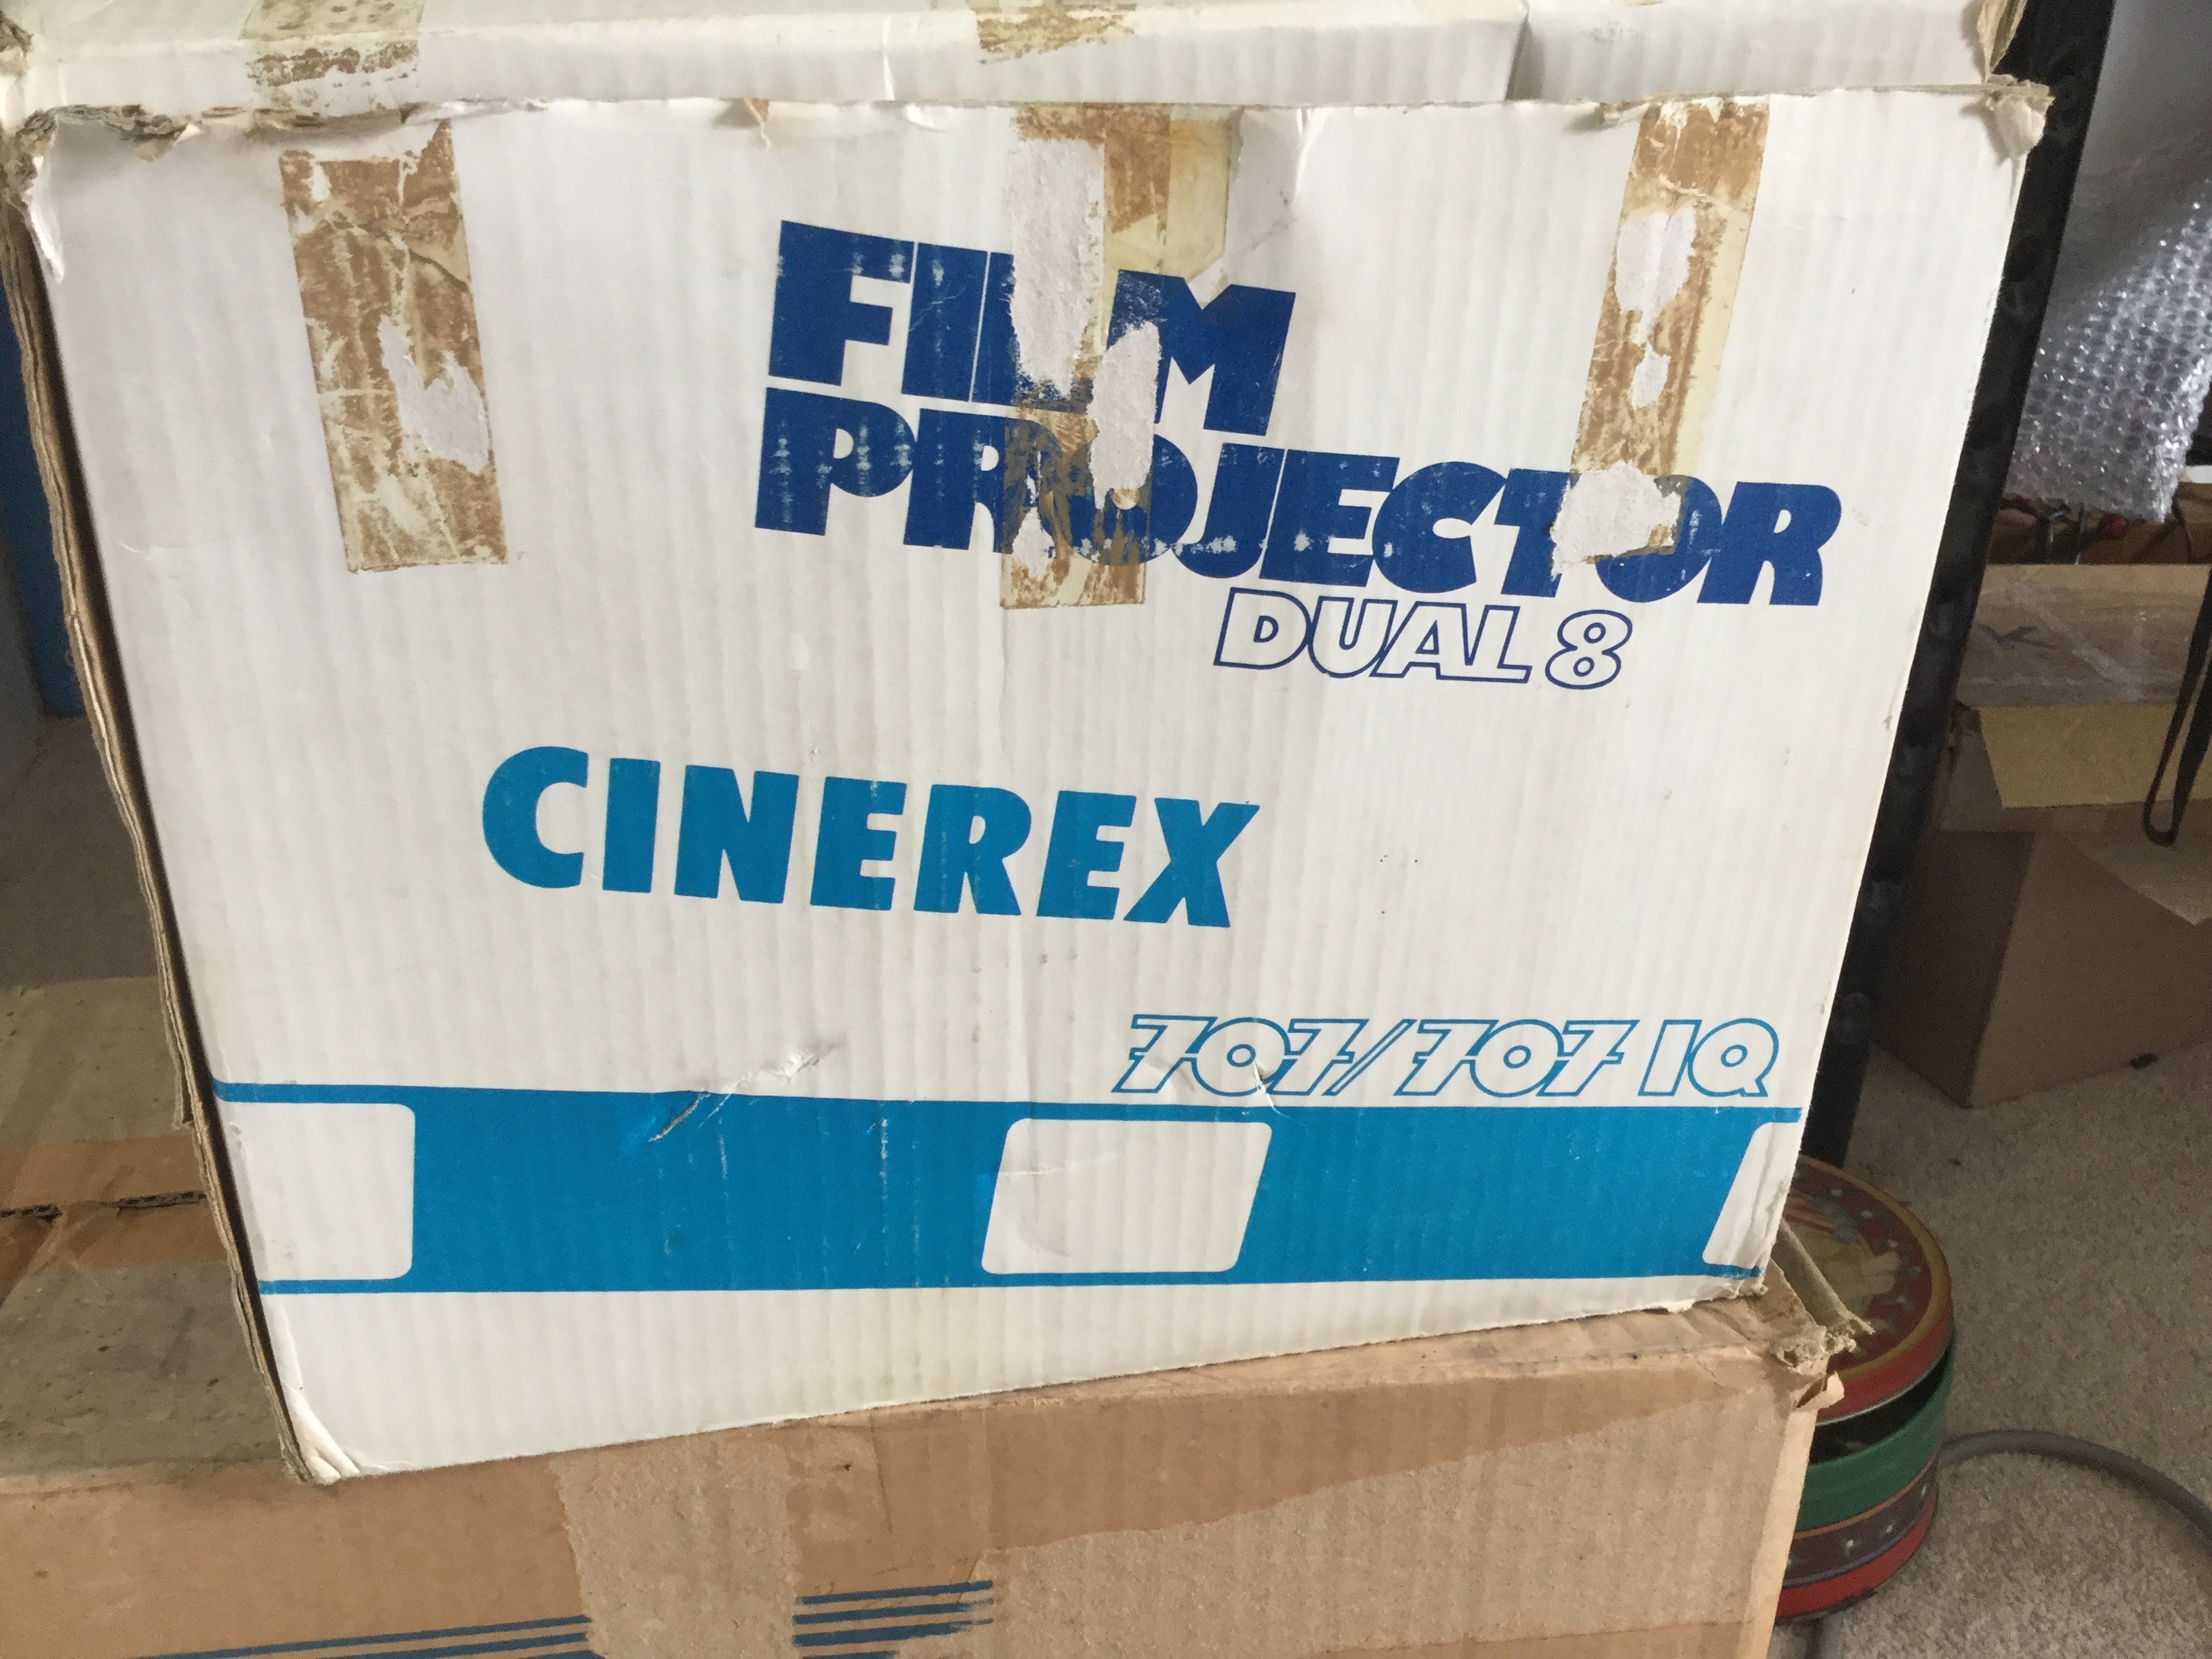 FILM
PROJECTOR
DUAL 8
CINEREX
707/707 IQ